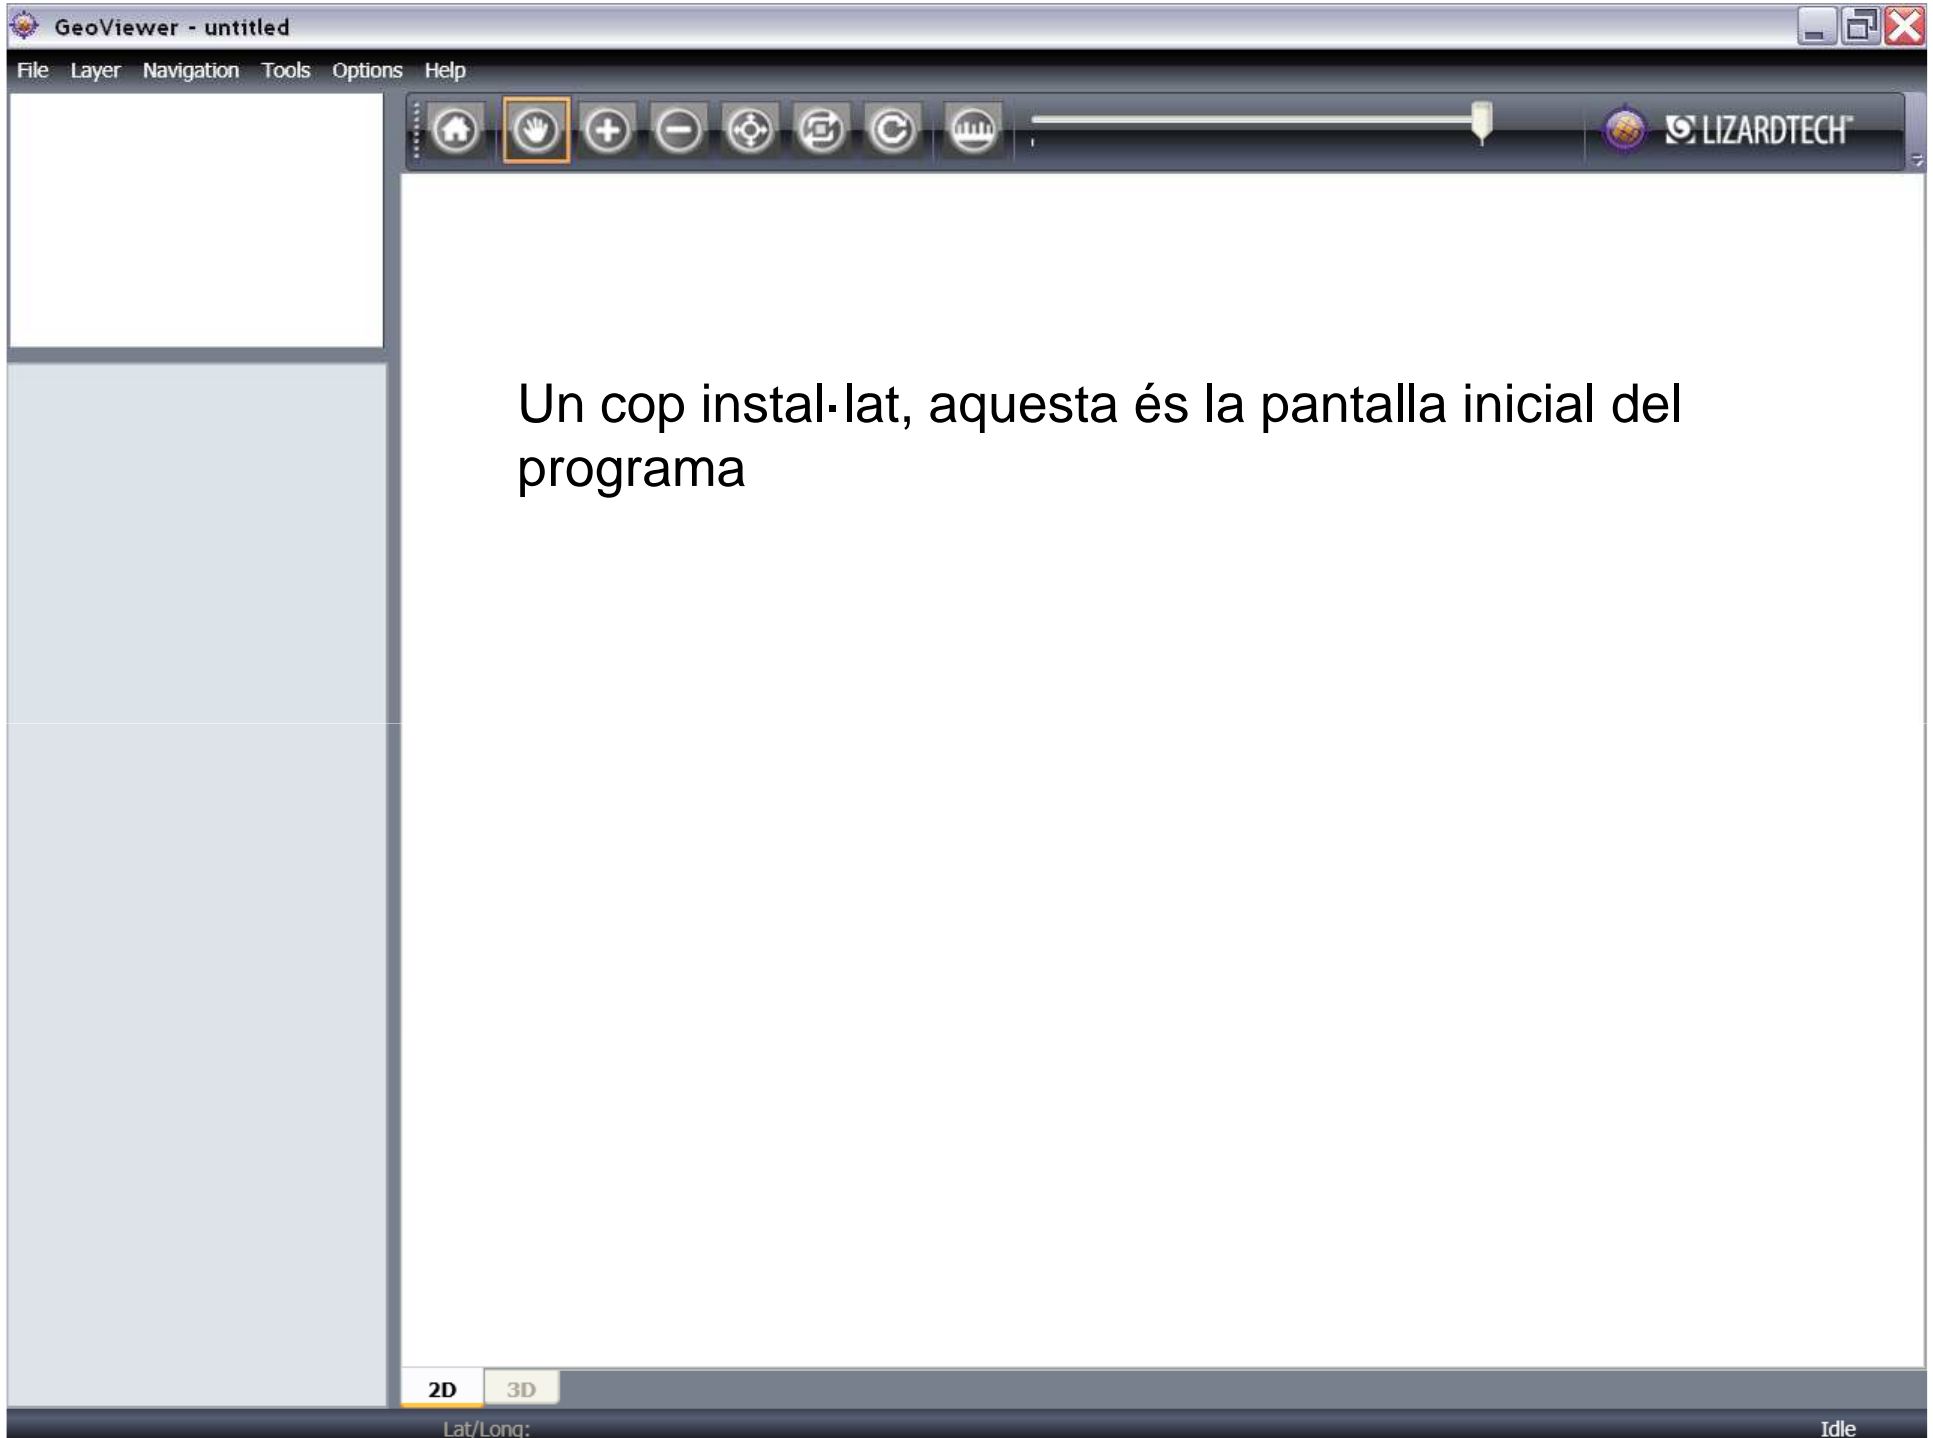 GeoViewer - untitled
File Layer Navigation Tools Options Help
LIZARDTECH™
Un cop instal·lat, aquesta és la pantalla inicial del
programa
2D 3D
Lat/Long: Idle